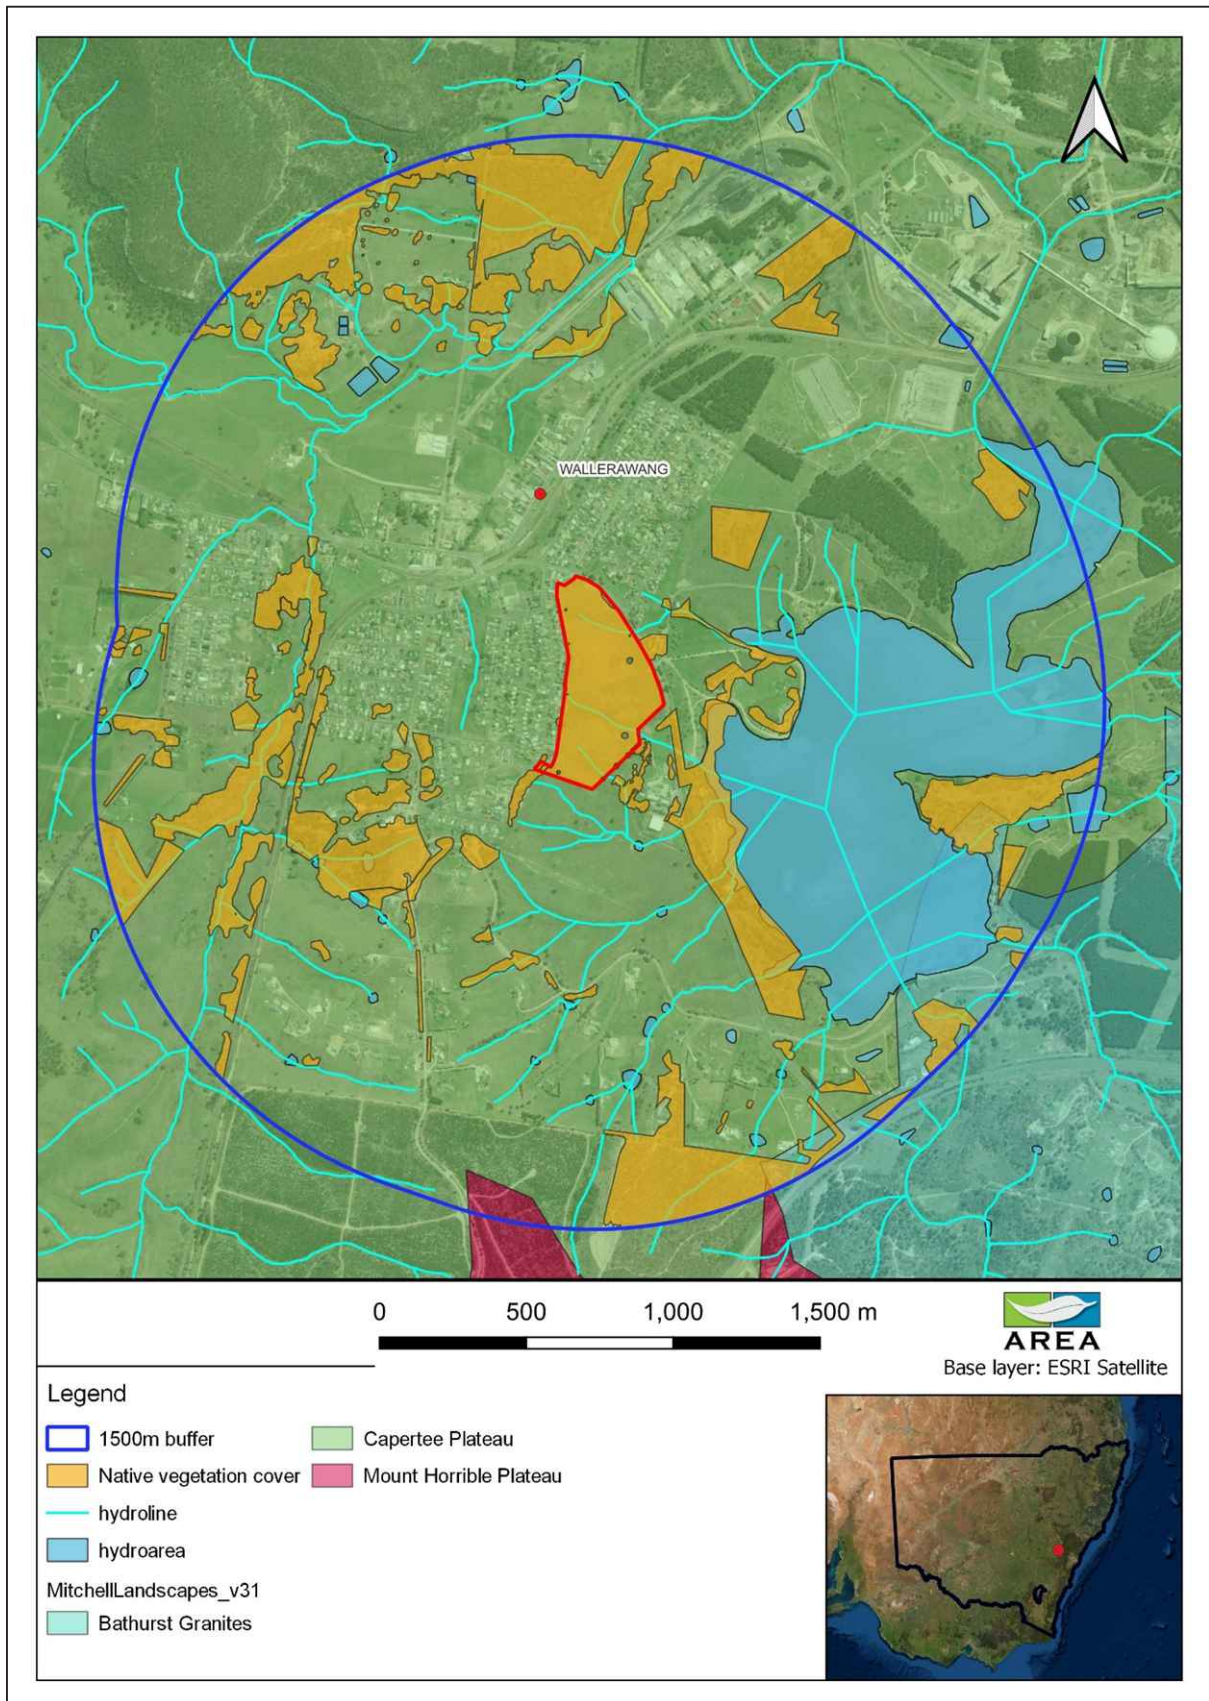 WALLERAWANG
0 500 1,000 1,500 m
AREA
Base layer: ESRI Satellite
Legend
1500m buffer
Native vegetation cover
hydroline
hydroarea
MitchellLandscapes_v31
Bathurst Granites
Capertee Plateau
Mount Horrible Plateau